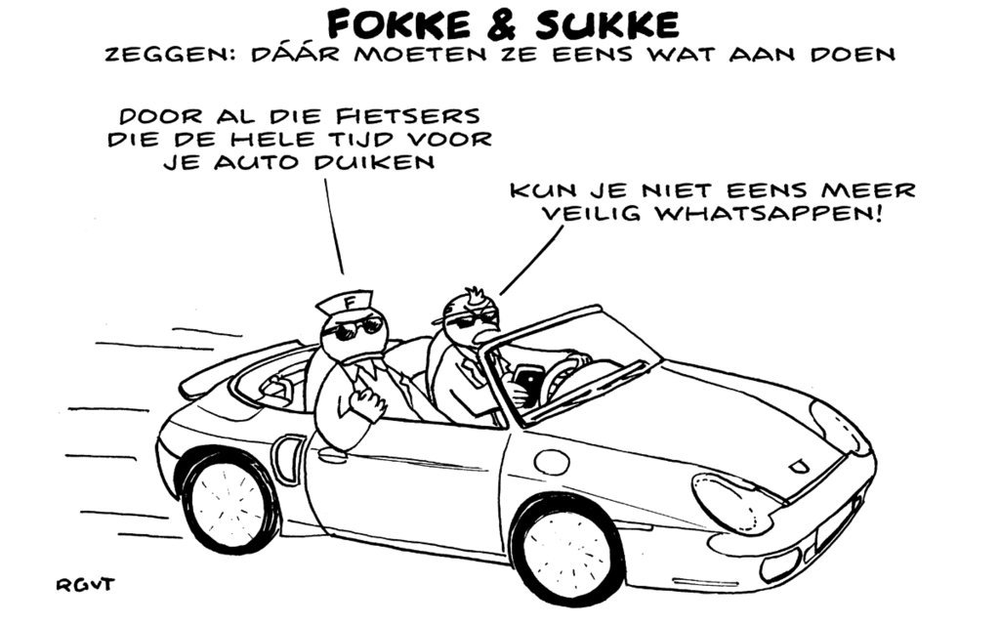 FOKKE & SUKKE
ZEGGEN: DÁÁR MOETEN ZE EENS WAT AAN DOEN
DOOR AL DIE FIETSERS
DIE DE HELE TIJD VOOR
JE AUTO DUIKEN
KUN JE NIET EENS MEER
VEILIG WHATSAPPEN!
F
RGvT